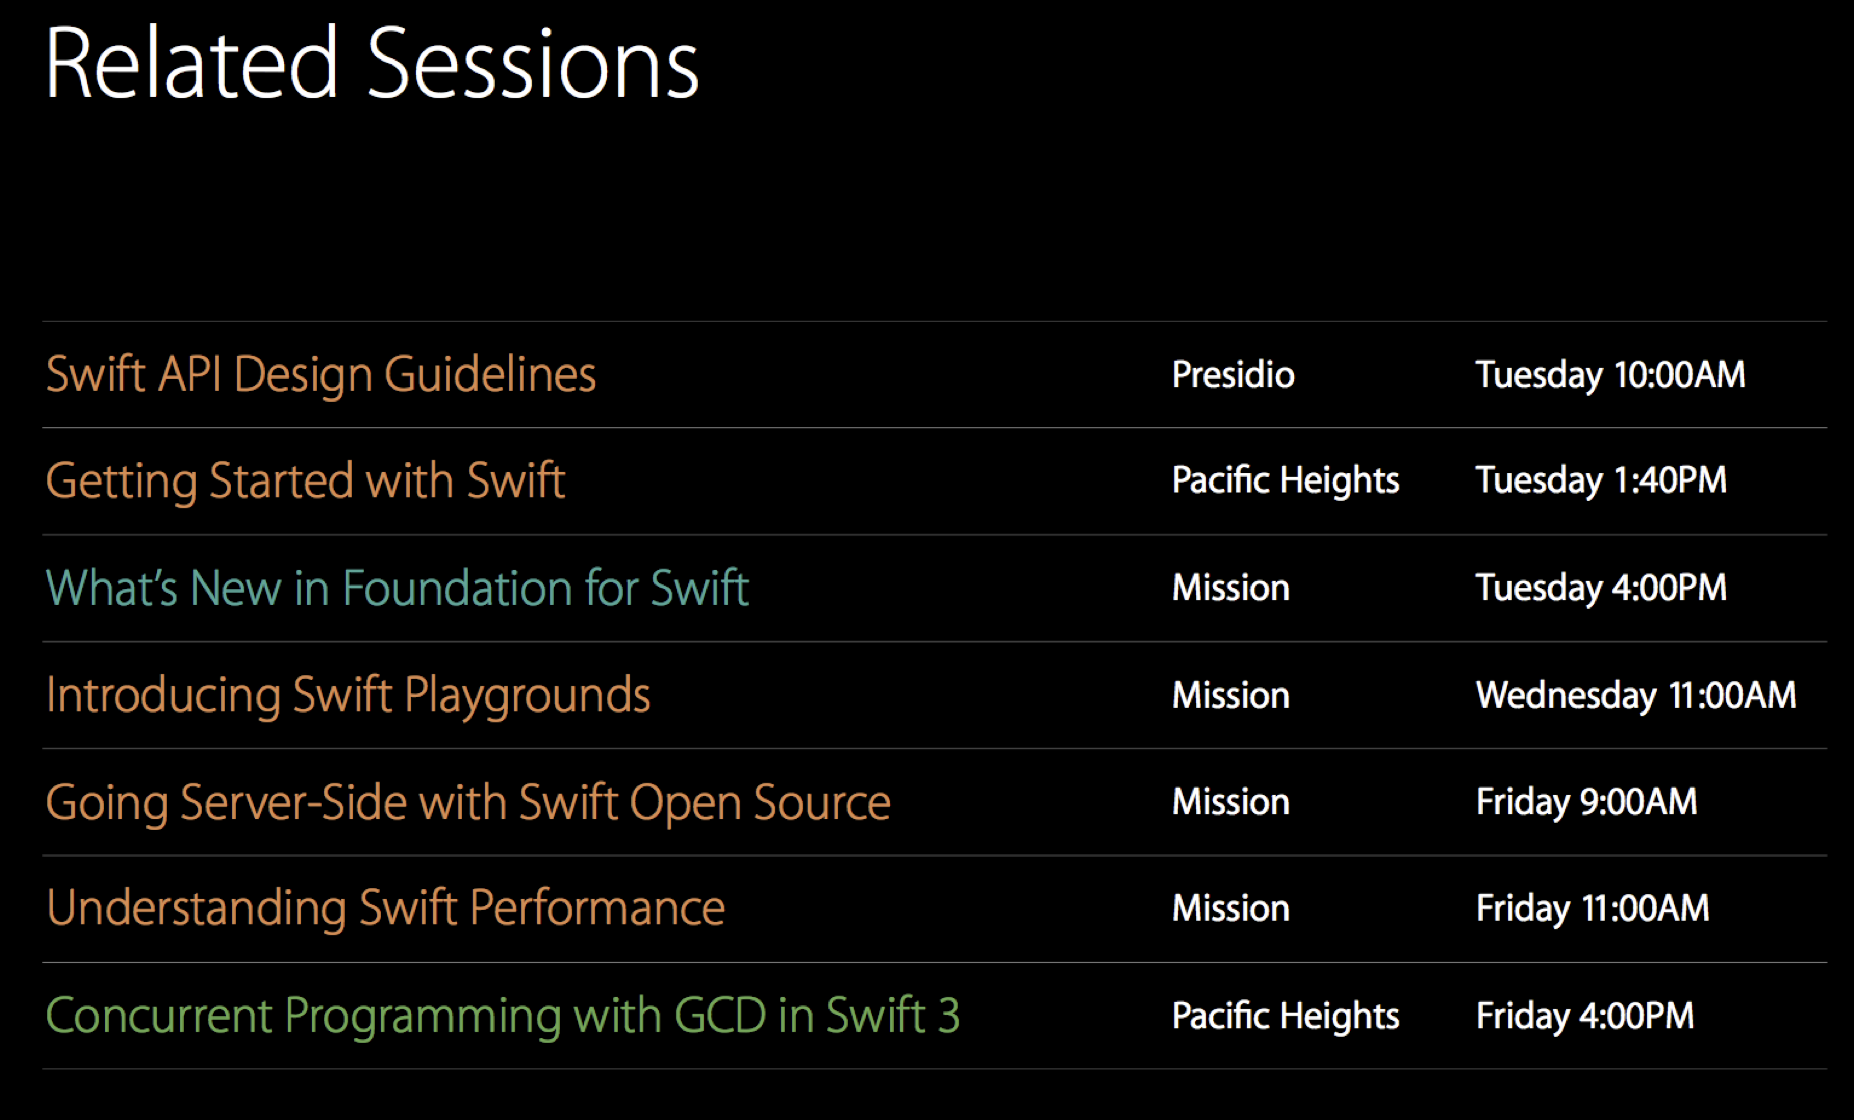 Related Sessions
Swift API Design Guidelines Presidio Tuesday 10:00AM
Getting Started with Swift Pacific Heights Tuesday 1:40PM
What’s New in Foundation for Swift Mission Tuesday 4:00PM
Introducing Swift Playgrounds Mission Wednesday 11:00AM
Going Server-Side with Swift Open Source Mission Friday 9:00AM
Understanding Swift Performance Mission Friday 11:00AM
Concurrent Programming with GCD in Swift 3 Pacific Heights Friday 4:00PM